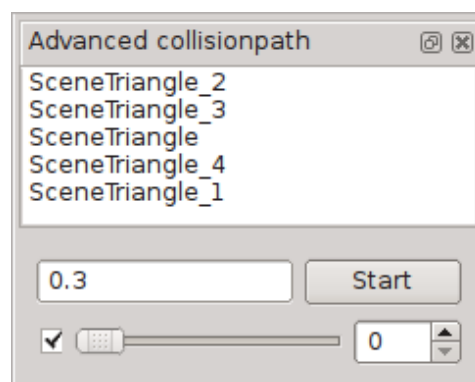 Advanced collisionpath
SceneTriangle_2
SceneTriangle_3
SceneTriangle
SceneTriangle_4
SceneTriangle_1
0.3 Start
0